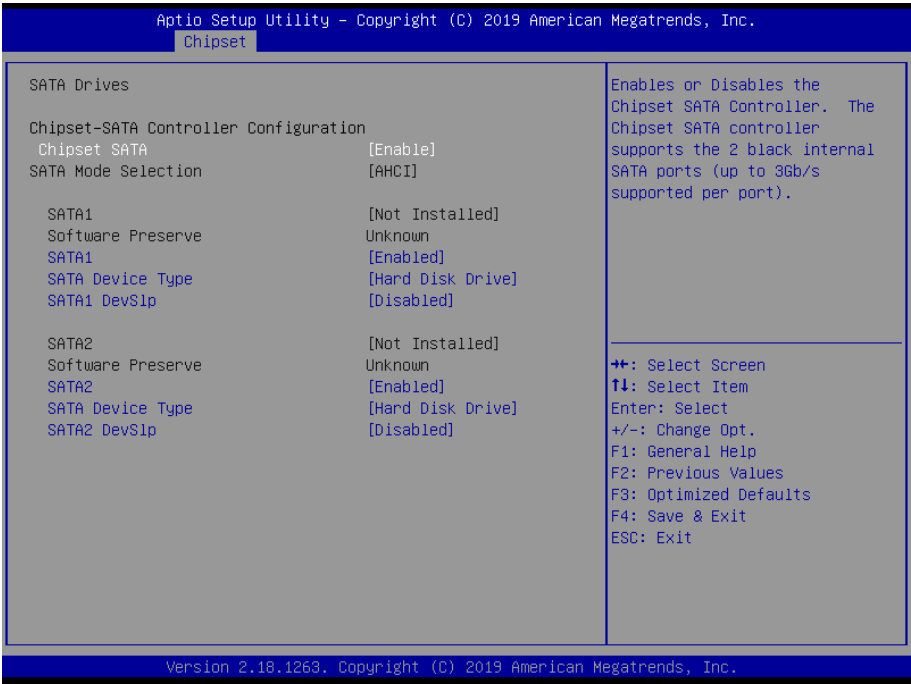 Aptio Setup Utility – Copyright (C) 2019 American Megatrends, Inc.
Chipset
SATA Drives
Chipset-SATA Controller Configuration
Chipset SATA [Enable]
SATA Mode Selection [AHCI]
SATA1 [Not Installed]
Software Preserve Unknown
SATA1 [Enabled]
SATA Device Type [Hard Disk Drive]
SATA1 DevSlp [Disabled]
SATA2 [Not Installed]
Software Preserve Unknown
SATA2 [Enabled]
SATA Device Type [Hard Disk Drive]
SATA2 DevSlp [Disabled]
Enables or Disables the
Chipset SATA Controller. The
Chipset SATA controller
supports the 2 black internal
SATA ports (up to 3Gb/s
supported per port).
→←: Select Screen
↑↓: Select Item
Enter: Select
+/-: Change Opt.
F1: General Help
F2: Previous Values
F3: Optimized Defaults
F4: Save & Exit
ESC: Exit
Version 2.18.1263. Copyright (C) 2019 American Megatrends, Inc.